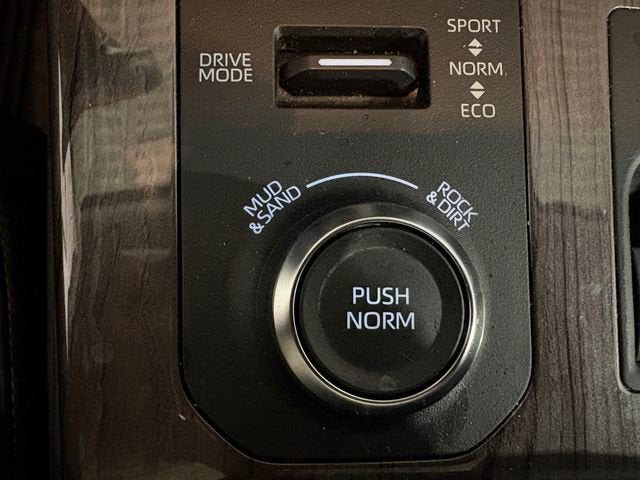 SPORT
DRIVE
MODE
NORM
ECO
MUD
& SAND
ROCK
& DIRT
PUSH
NORM